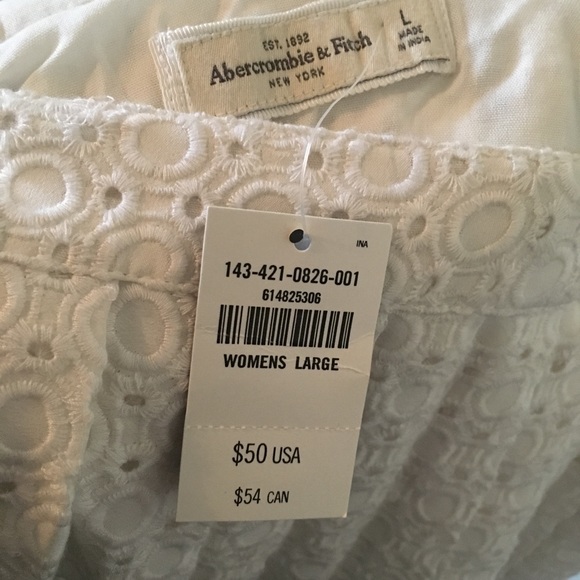 EST. 1892
Abercrombie & Fitch
NEW YORK
L
MADE
IN INDIA
INA
143-421-0826-001
614825306
WOMENS LARGE
$50 USA
$54 CAN